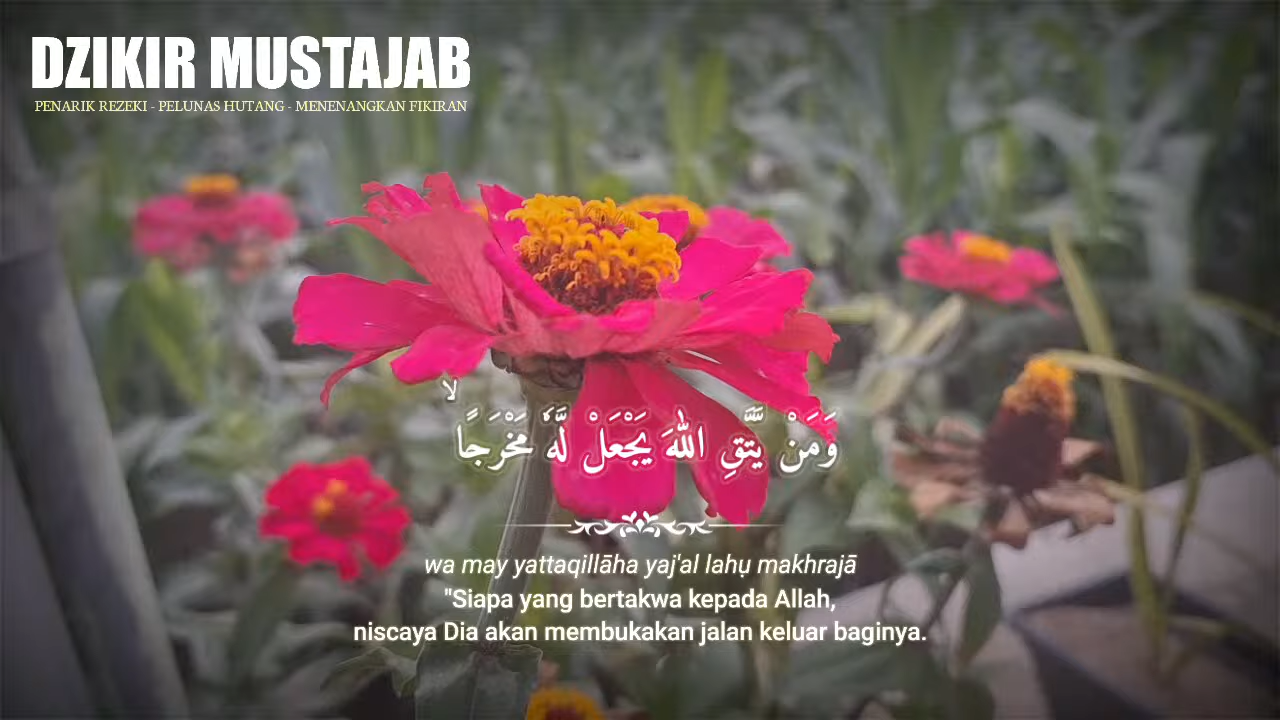 DZIKIR MUSTAJAB
PENARIK REZEKI - PELUNAS HUTANG - MENENANGKAN FIKIRAN
وَمَنْ يَّتَّقِ اللّٰهَ يَجْعَلْ لَّهٗ مَخْرَجًا ۙ
wa may yattaqillāha yaj'al lahụ makhrajā
"Siapa yang bertakwa kepada Allah,
niscaya Dia akan membukakan jalan keluar baginya.